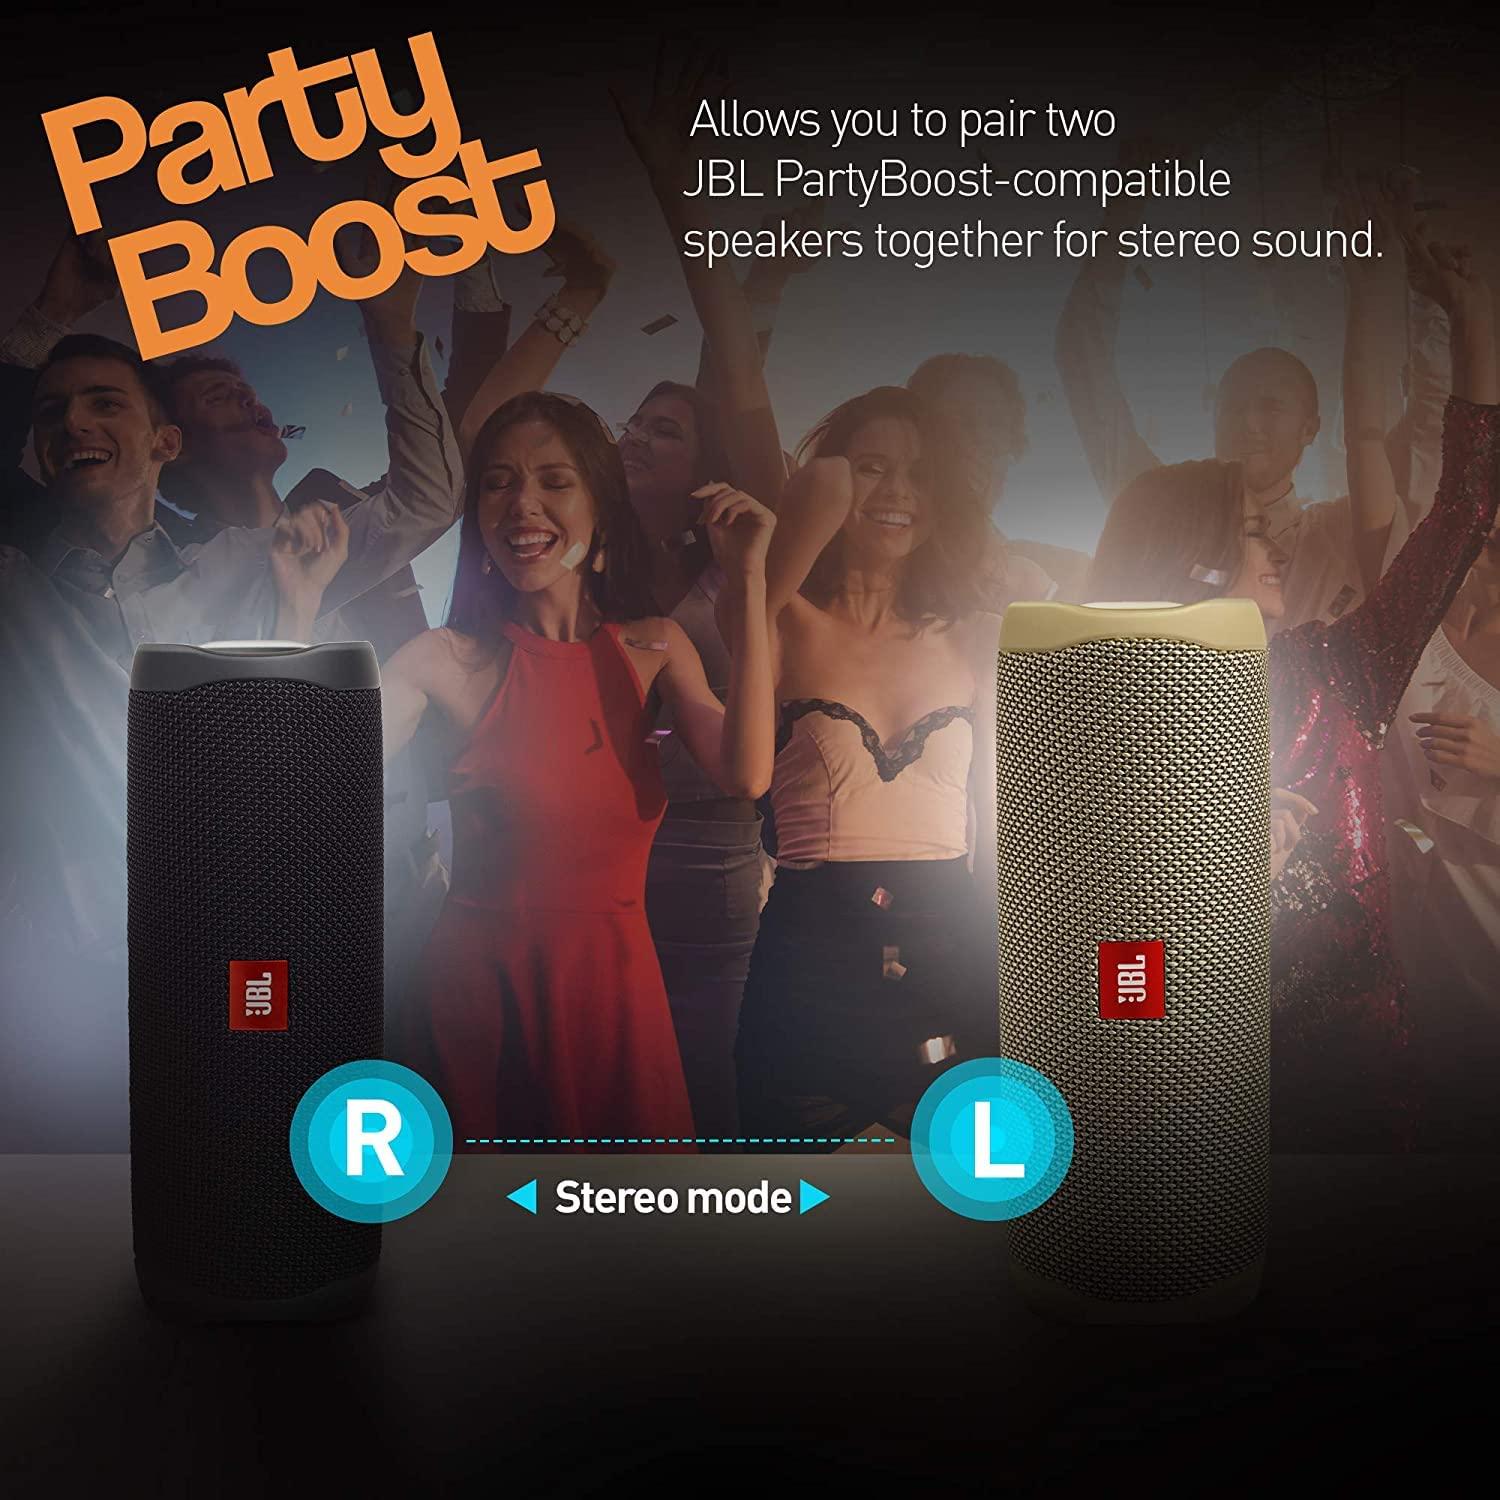 Party
Boost
Allows you to pair two
JBL PartyBoost-compatible
speakers together for stereo sound.
JBL
JBL
R
L
Stereo mode